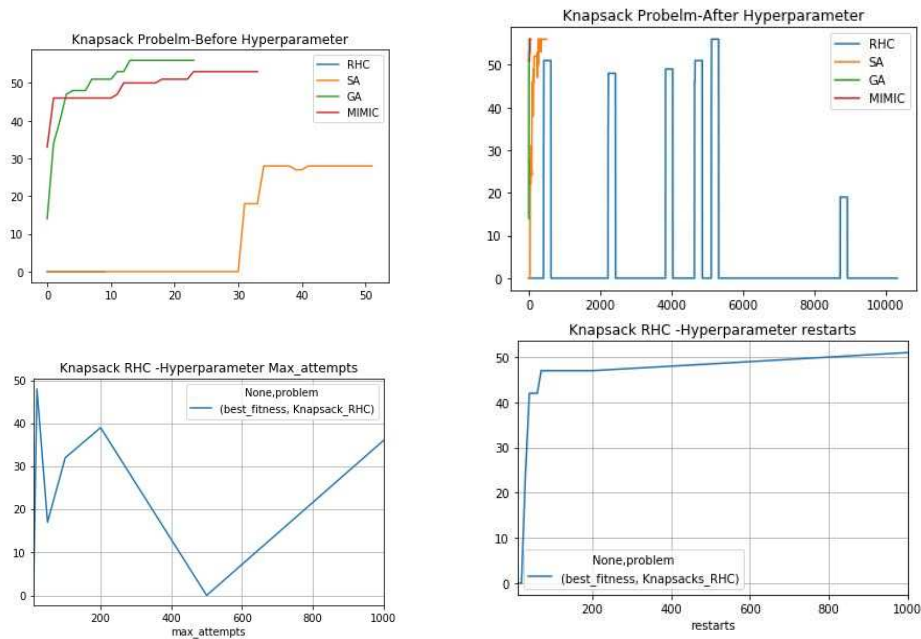 Knapsack Probelm-Before Hyperparameter
RHC
SA
GA
MIMIC
50
40
30
20
10
0
0 10 20 30 40 50
Knapsack Probelm-After Hyperparameter
RHC
SA
GA
MIMIC
50
40
30
20
10
0
0 2000 4000 6000 8000 10000
Knapsack RHC -Hyperparameter Max_attempts
None,problem
(best_fitness, Knapsack_RHC)
50
40
30
20
10
0
200 400 600 800 1000
max_attempts
Knapsack RHC -Hyperparameter restarts
50
40
30
20
10
0
None,problem
(best_fitness, Knapsacks_RHC)
200 400 600 800 1000
restarts